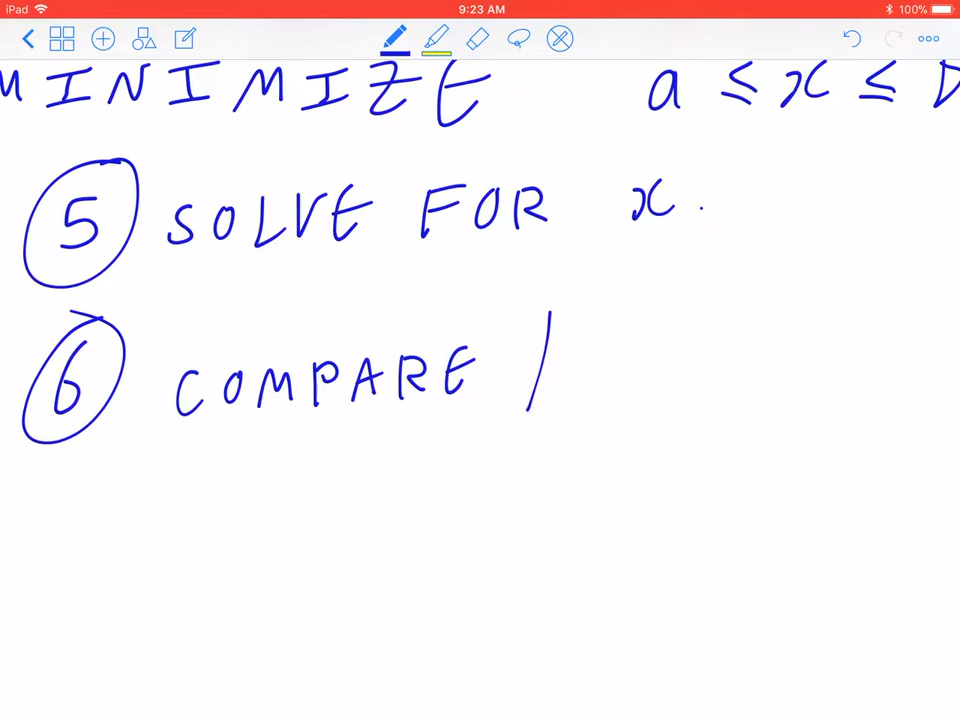 iPad 9:23 AM 100%
MINIMIZE a ≤ x ≤ b
5 SOLVE FOR x.
6 COMPARE /